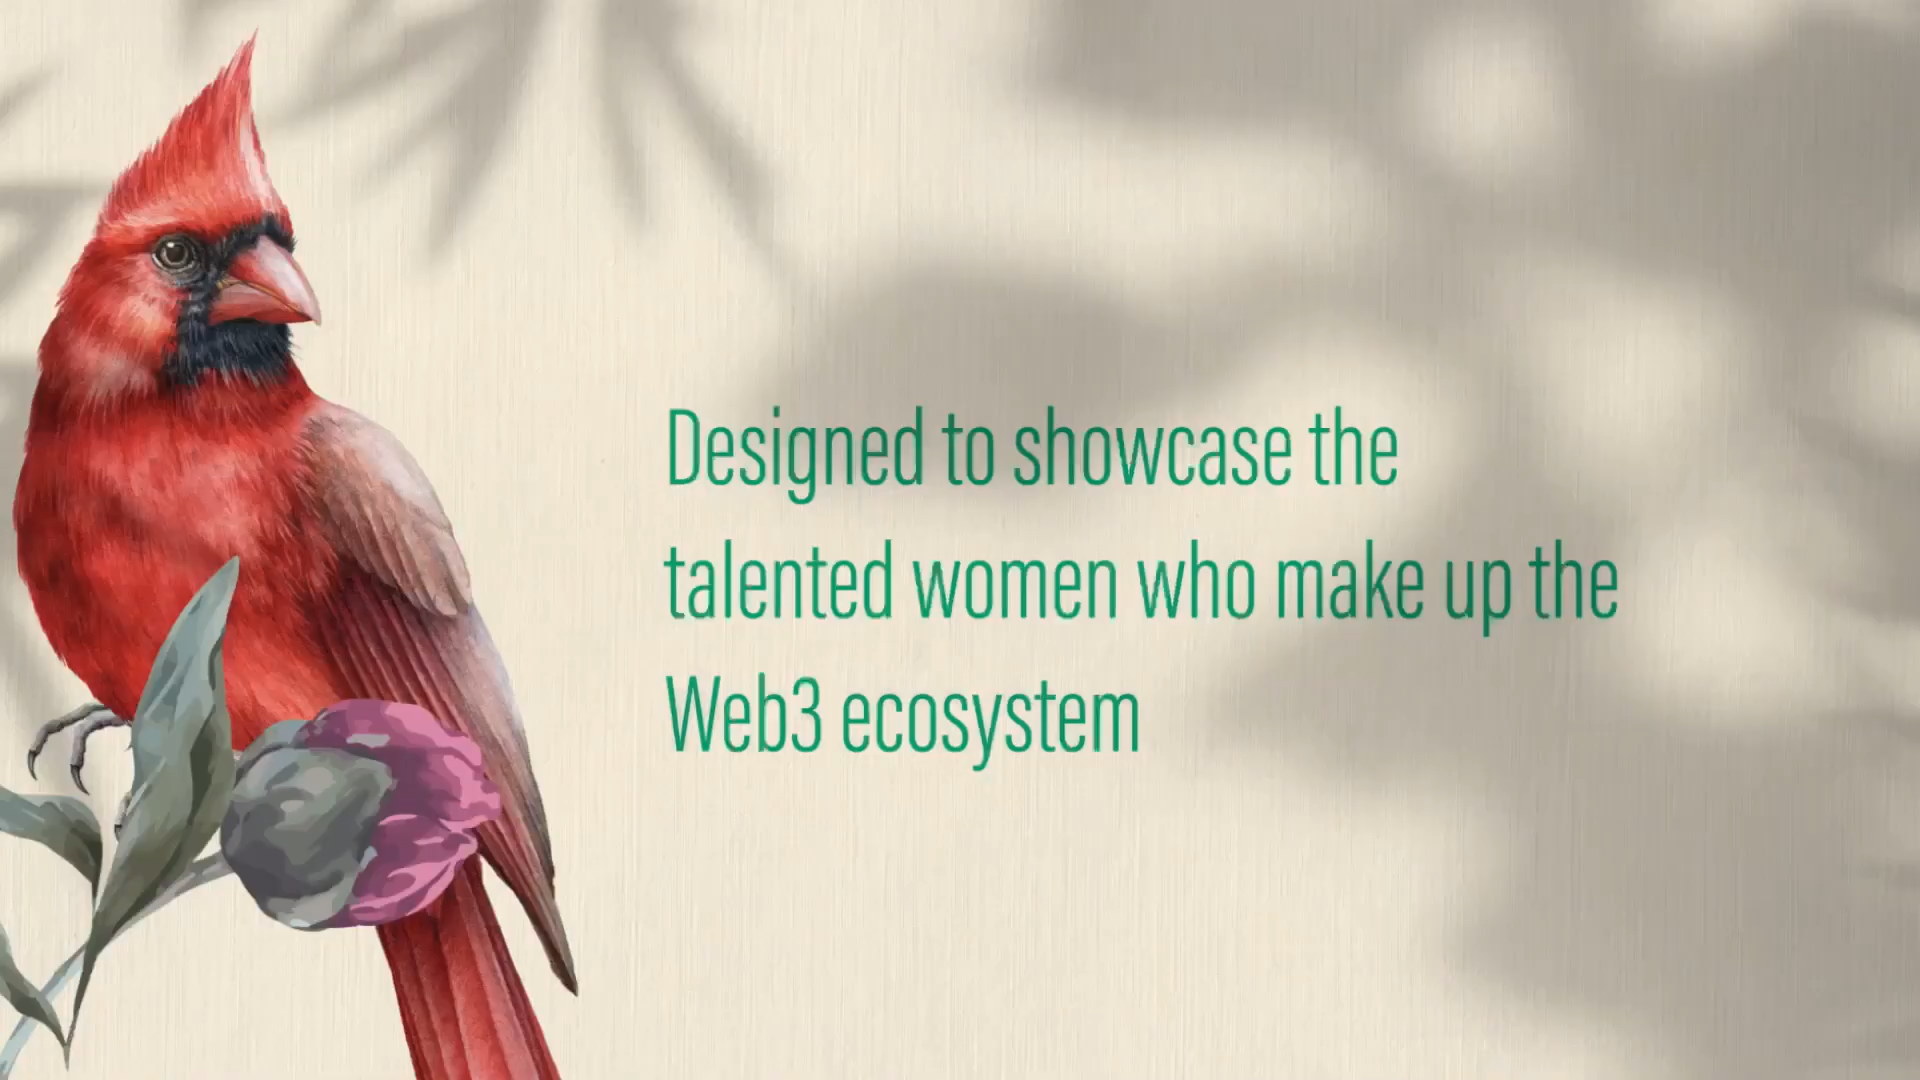 Designed to showcase the
talented women who make up the
Web3 ecosystem